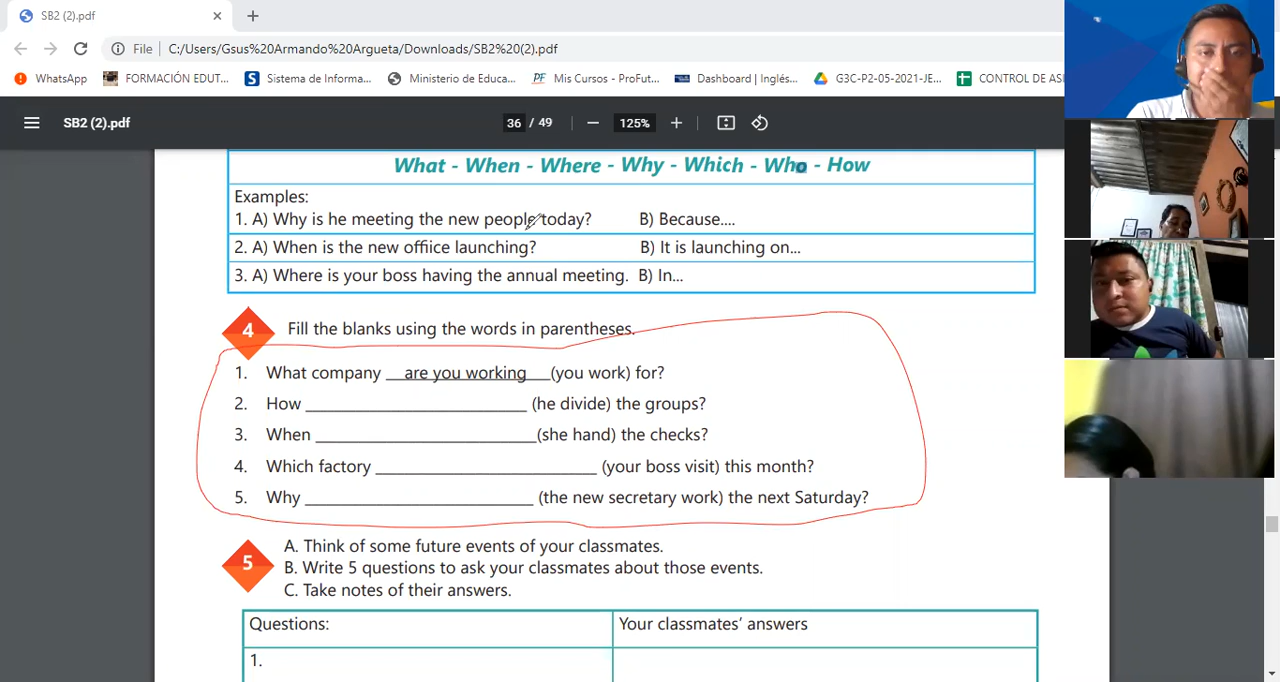 SB2 (2).pdf
File C:/Users/Gsus%20Armando%20Argueta/Downloads/SB2%20(2).pdf
WhatsApp FORMACIÓN EDUT... Sistema de Informa... Ministerio de Educa... Mis Cursos - ProFut... Dashboard | Inglés,... G3C-P2-05-2021-JE... CONTROL DE ASI
SB2 (2).pdf 36 / 49 125%
What - When - Where - Why - Which - Who - How
Examples:
1. A) Why is he meeting the new people today? B) Because....
2. A) When is the new offiice launching? B) It is launching on...
3. A) Where is your boss having the annual meeting. B) In...
4 Fill the blanks using the words in parentheses.
1. What company __are you working___(you work) for?
2. How ________________________ (he divide) the groups?
3. When ________________________(she hand) the checks?
4. Which factory ________________________ (your boss visit) this month?
5. Why _________________________ (the new secretary work) the next Saturday?
5 A. Think of some future events of your classmates.
B. Write 5 questions to ask your classmates about those events.
C. Take notes of their answers.
Questions: Your classmates' answers
1.